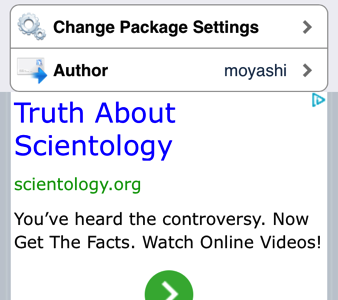 Change Package Settings
Author moyashi
Truth About
Scientology
scientology.org
You’ve heard the controversy. Now
Get The Facts. Watch Online Videos!